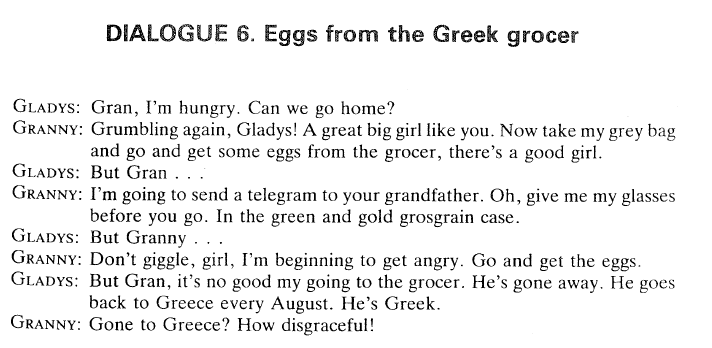 DIALOGUE 6. Eggs from the Greek grocer
GLADYS: Gran, I'm hungry. Can we go home?
GRANNY: Grumbling again, Gladys! A great big girl like you. Now take my grey bag
and go and get some eggs from the grocer, there's a good girl.
GLADYS: But Gran . . .
GRANNY: I'm going to send a telegram to your grandfather. Oh, give me my glasses
before you go. In the green and gold grosgrain case.
GLADYS: But Granny . . .
GRANNY: Don't giggle, girl, I'm beginning to get angry. Go and get the eggs.
GLADYS: But Gran, it's no good my going to the grocer. He's gone away. He goes
back to Greece every August. He's Greek.
GRANNY: Gone to Greece? How disgraceful!